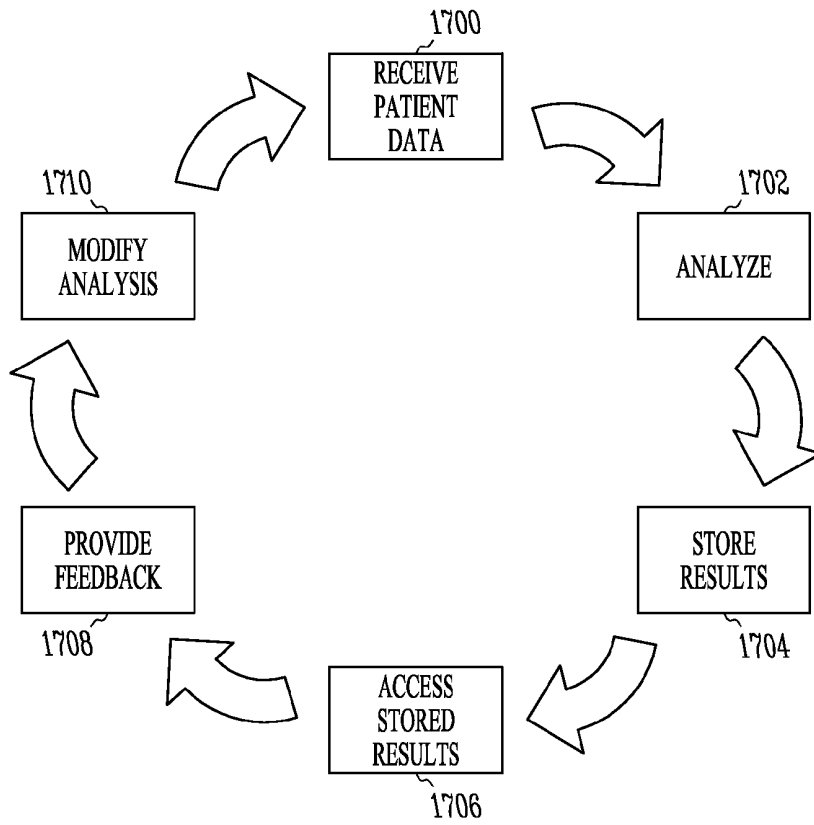 1700
RECEIVE
PATIENT
DATA
1702
ANALYZE
STORE
RESULTS
1704
ACCESS
STORED
RESULTS
1706
PROVIDE
FEEDBACK
1708
1710
MODIFY
ANALYSIS